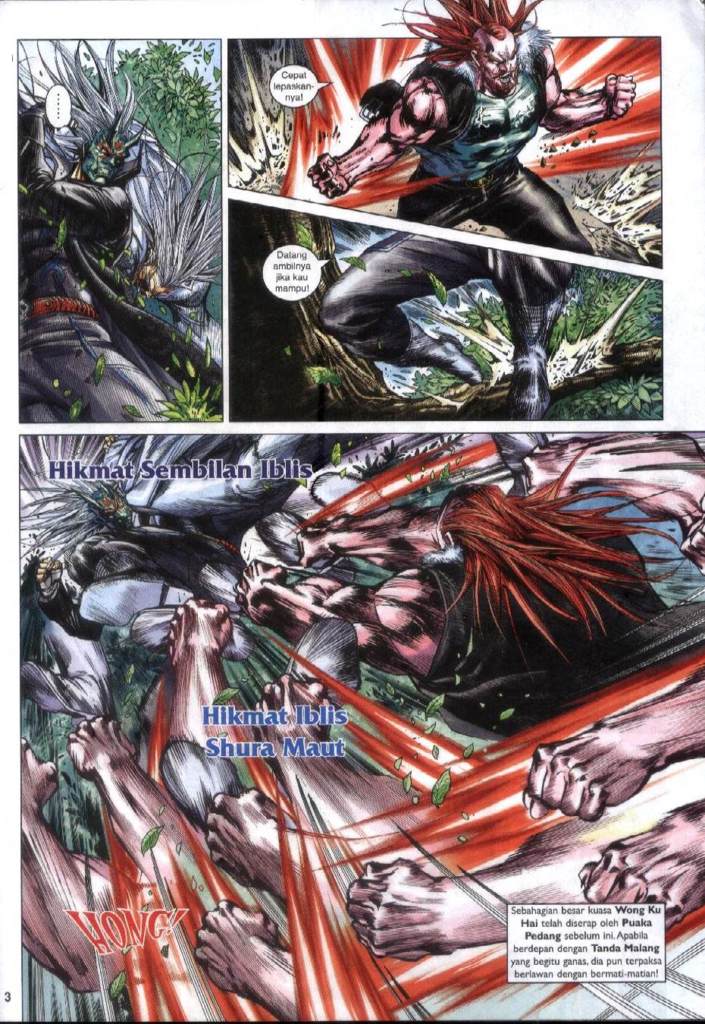 ......
Cepat
lepaskan-
nya!
Datang
ambilnya
jika kau
mampu!
Hikmat Sembilan Iblis
Hikmat Iblis
Shura Maut
HONG!
Sebahagian besar kuasa Wong Ku
Hai telah diserap oleh Puaka
Pedang sebelum ini. Apabila
berdepan dengan Tanda Malang
yang begitu ganas, dia pun terpaksa
berlawan dengan bermati-matian!
3